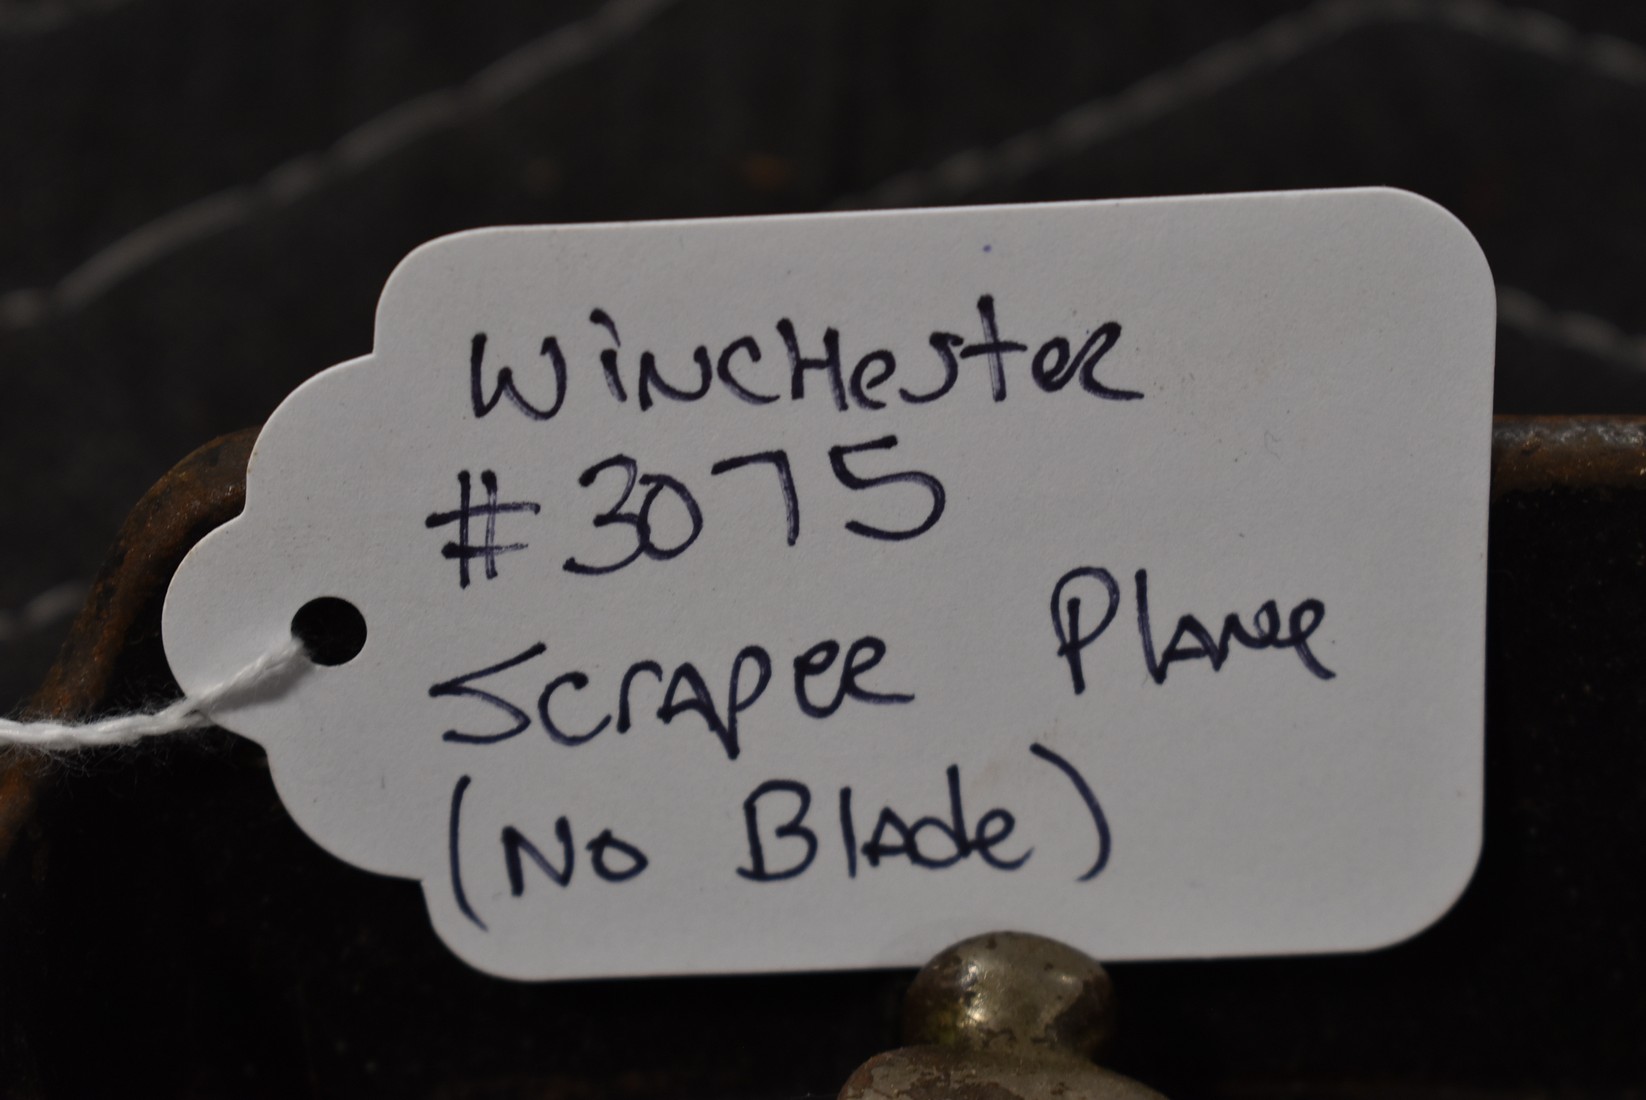 WiNCHester
#3075
ScrAper PlANe
(No BlAde)